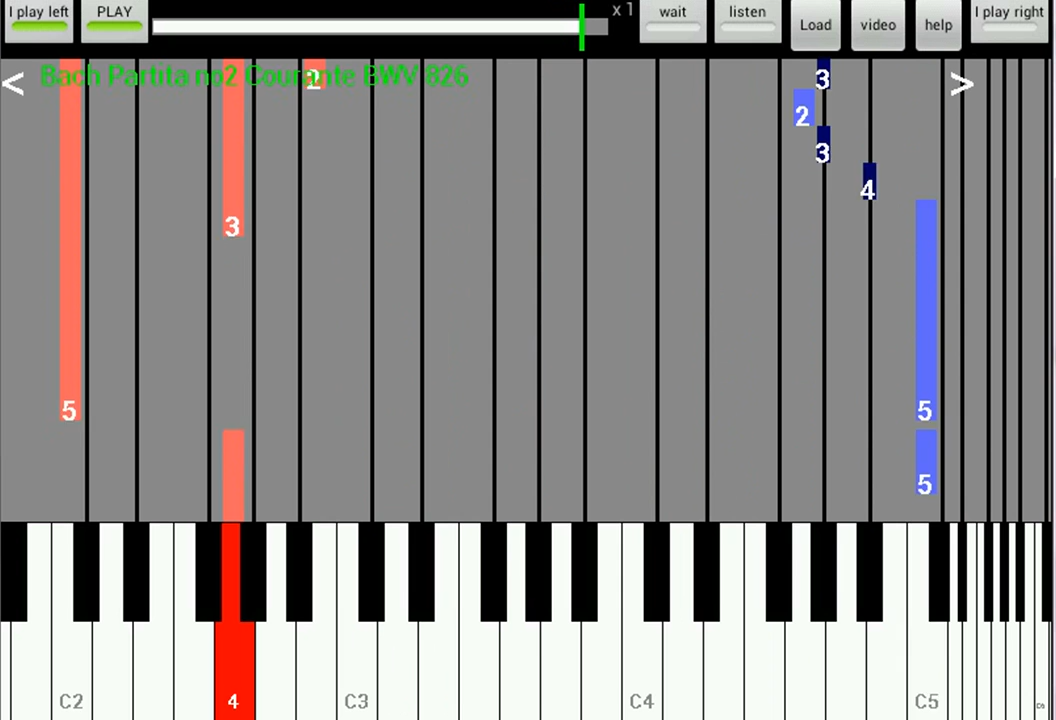 I play left PLAY x 1 wait listen Load video help I play right
< Bach Partita no2 Courante BWV 826 >
2 3
2
3
4
3
5 5
5
C2 4 C3 C4 C5